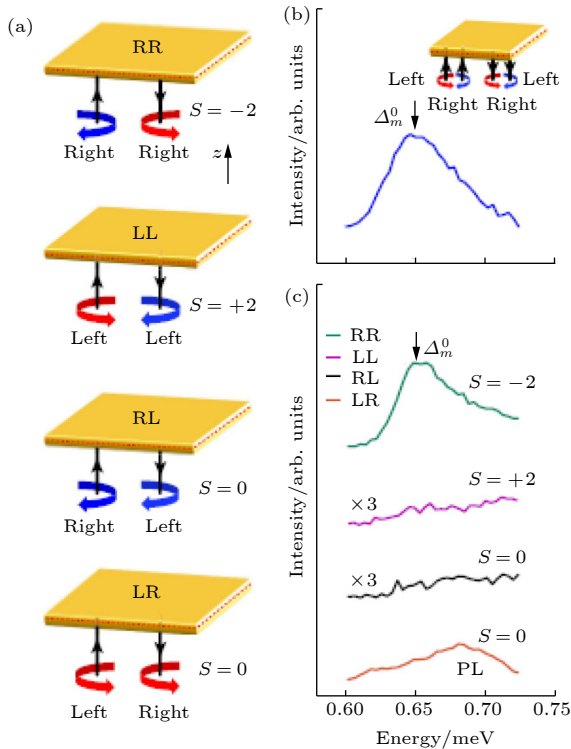 (a)
RR
S = −2
Right
Right
z
LL
S = +2
Left
Left
RL
S = 0
Right
Left
LR
S = 0
Left
Right
(b)
Intensity/arb. units
Left
Left
Right
Right
Δ_m^0
(c)
Intensity/arb. units
RR
LL
RL
LR
Δ_m^0
S = −2
S = +2
×3
S = 0
×3
S = 0
PL
0.60 0.65 0.70 0.75
Energy/meV